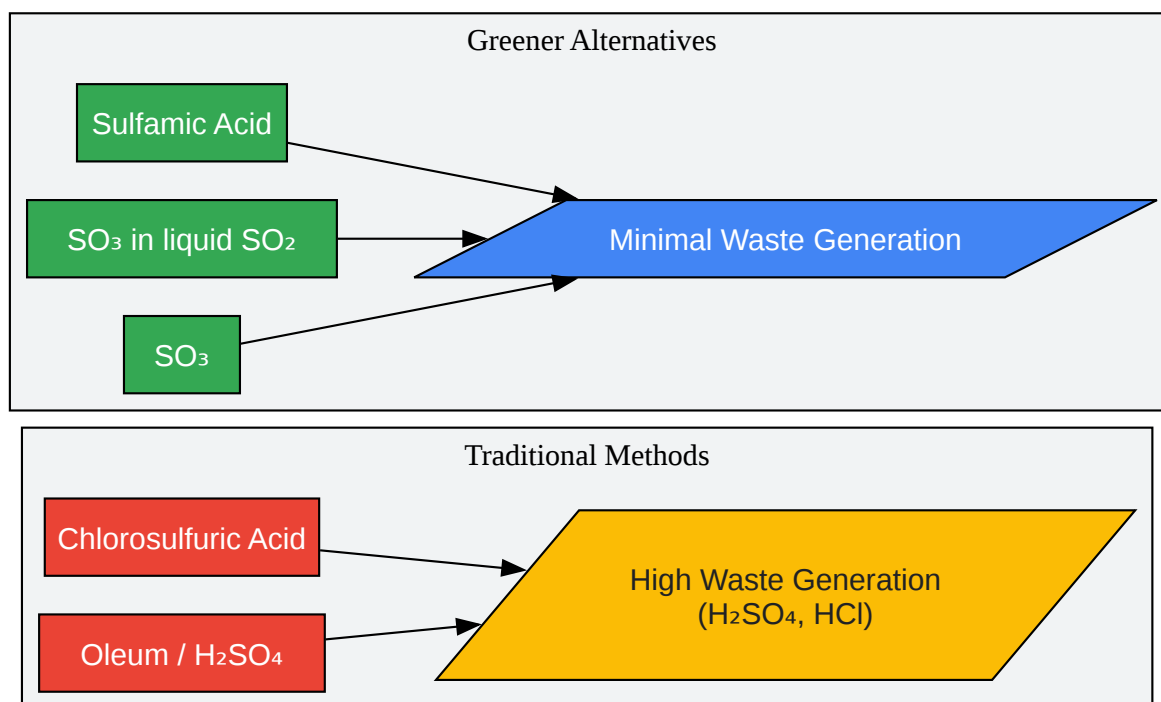 Greener Alternatives
Sulfamic Acid
SO₃ in liquid SO₂
Minimal Waste Generation
SO₃
Traditional Methods
Chlorosulfuric Acid
High Waste Generation
(H₂SO₄, HCl)
Oleum / H₂SO₄